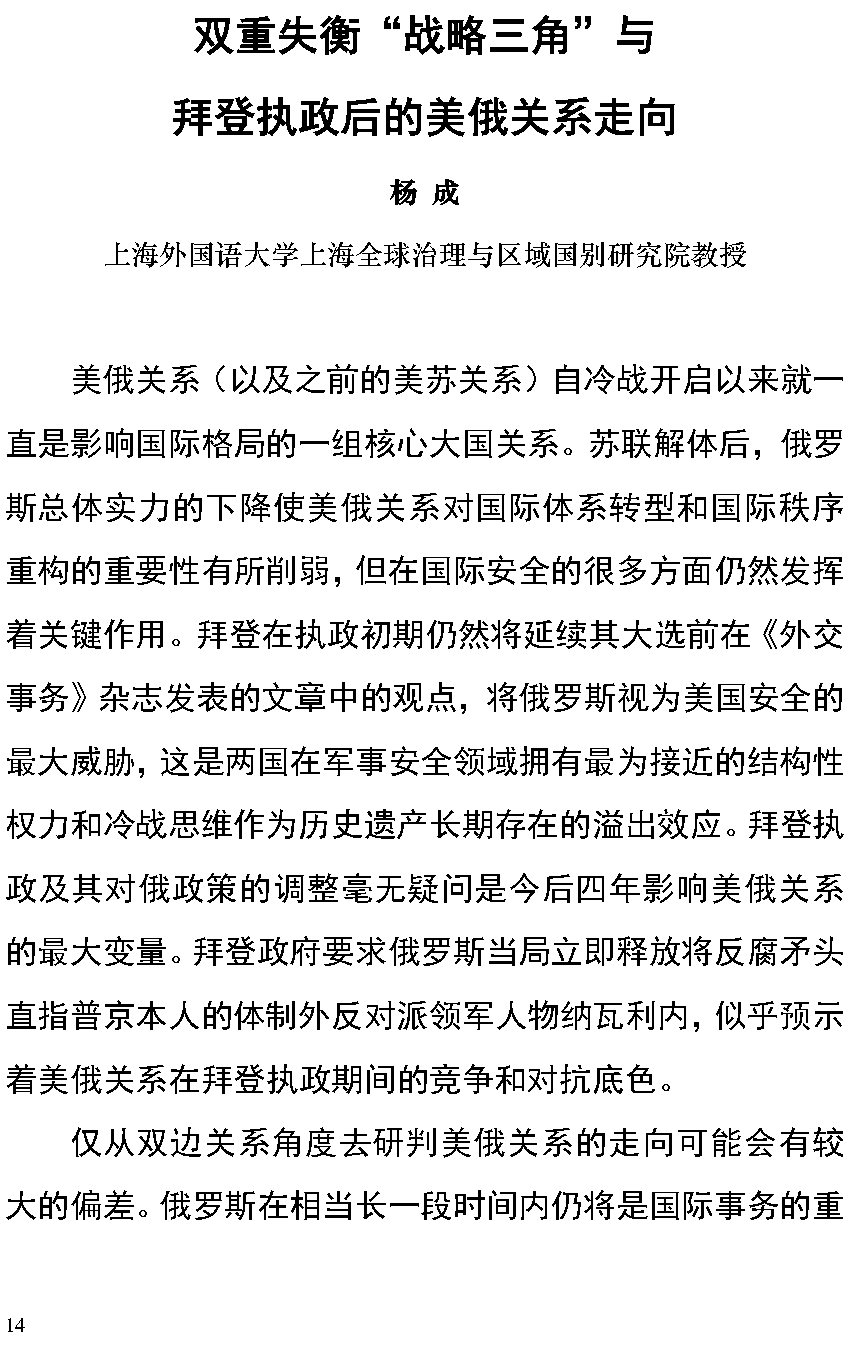 双重失衡“战略三角”与
拜登执政后的美俄关系走向
杨 成
上海外国语大学上海全球治理与区域国别研究院教授
美俄关系（以及之前的美苏关系）自冷战开启以来就一
直是影响国际格局的一组核心大国关系。苏联解体后，俄罗
斯总体实力的下降使美俄关系对国际体系转型和国际秩序
重构的重要性有所削弱，但在国际安全的很多方面仍然发挥
着关键作用。拜登在执政初期仍然将延续其大选前在《外交
事务》杂志发表的文章中的观点，将俄罗斯视为美国安全的
最大威胁，这是两国在军事安全领域拥有最为接近的结构性
权力和冷战思维作为历史遗产长期存在的溢出效应。拜登执
政及其对俄政策的调整毫无疑问是今后四年影响美俄关系
的最大变量。拜登政府要求俄罗斯当局立即释放将反腐矛头
直指普京本人的体制外反对派领军人物纳瓦利内，似乎预示
着美俄关系在拜登执政期间的竞争和对抗底色。
仅从双边关系角度去研判美俄关系的走向可能会有较
大的偏差。俄罗斯在相当长一段时间内仍将是国际事务的重
14